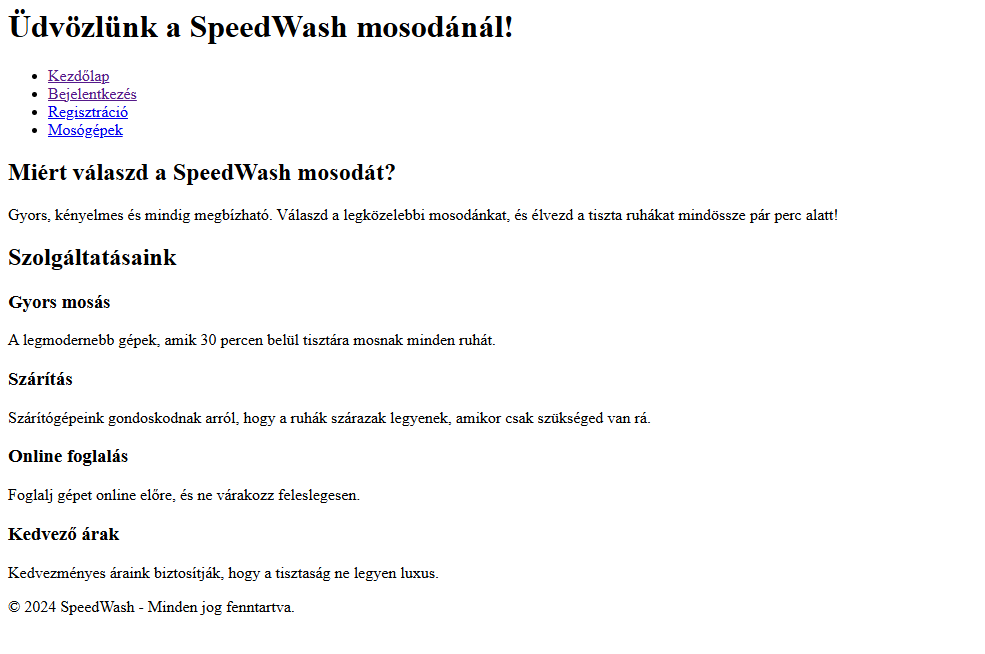 Üdvözlünk a SpeedWash mosodánál!
Kezdőlap
Bejelentkezés
Regisztráció
Mosógépek
Miért válaszd a SpeedWash mosodát?
Gyors, kényelmes és mindig megbízható. Válaszd a legközelebbi mosodánkat, és élvezd a tiszta ruhákat mindössze pár perc alatt!
Szolgáltatásaink
Gyors mosás
A legmodernebb gépek, amik 30 percen belül tisztára mosnak minden ruhát.
Szárítás
Szárítógépeink gondoskodnak arról, hogy a ruhák szárazak legyenek, amikor csak szükséged van rá.
Online foglalás
Foglalj gépet online előre, és ne várakozz feleslegesen.
Kedvező árak
Kedvezményes áraink biztosítják, hogy a tisztaság ne legyen luxus.
© 2024 SpeedWash - Minden jog fenntartva.